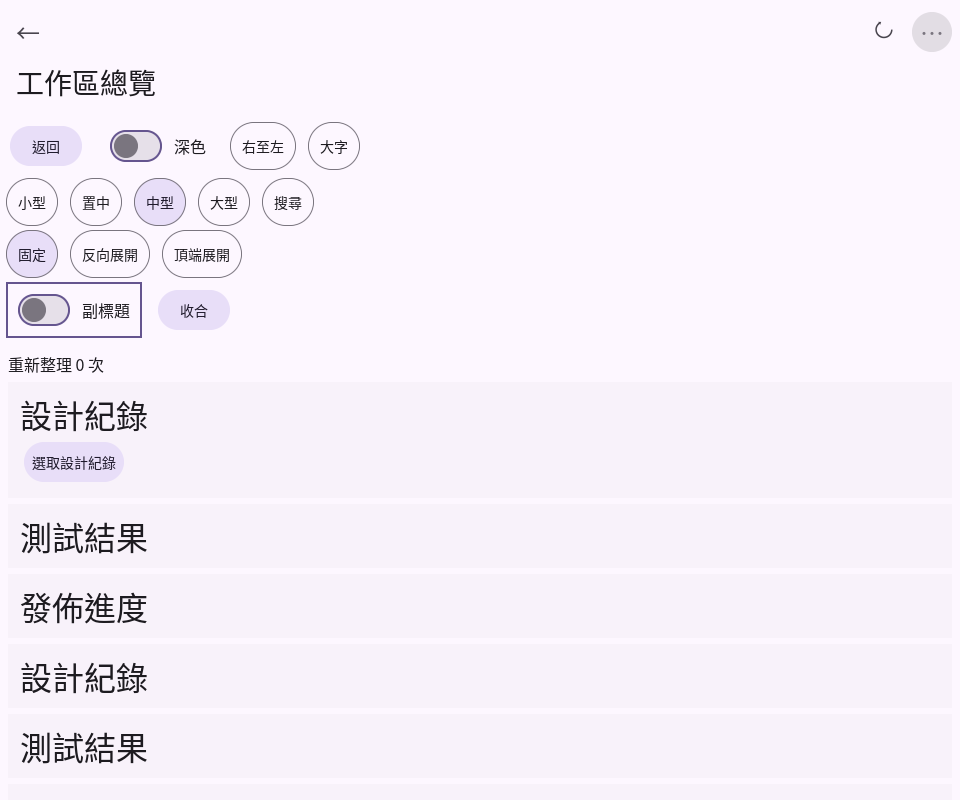 工作區總覽
返回 深色 右至左 大字
小型 置中 中型 大型 搜尋
固定 反向展開 頂端展開
副標題 收合
重新整理 0 次
設計紀錄
選取設計紀錄
測試結果
發佈進度
設計紀錄
測試結果